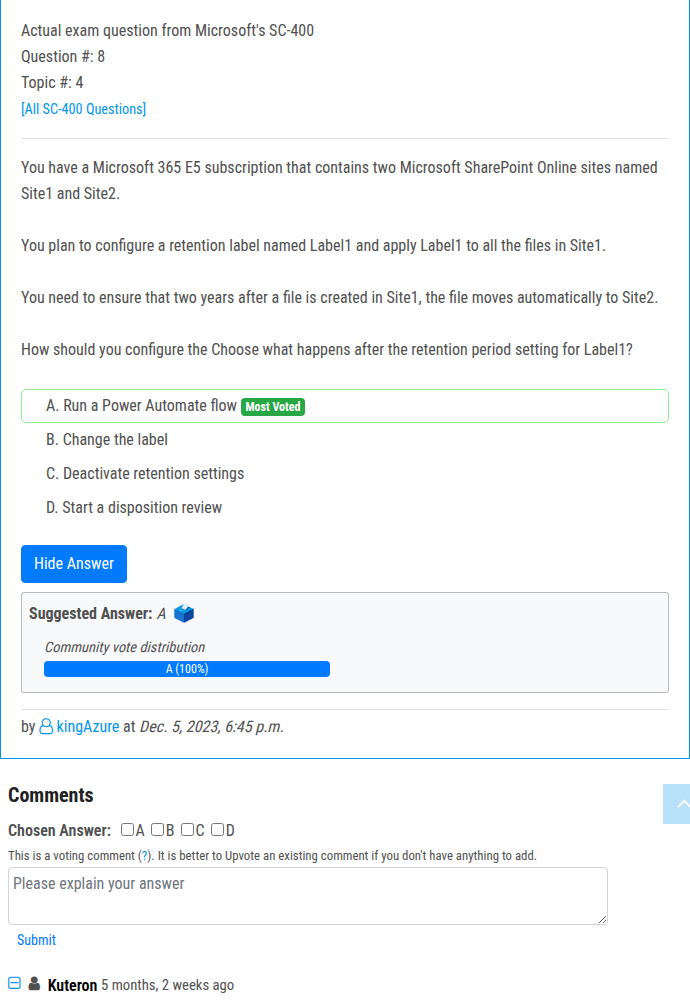 Actual exam question from Microsoft's SC-400
Question #: 8
Topic #: 4
[All SC-400 Questions]
You have a Microsoft 365 E5 subscription that contains two Microsoft SharePoint Online sites named
Site1 and Site2.
You plan to configure a retention label named Label1 and apply Label1 to all the files in Site1.
You need to ensure that two years after a file is created in Site1, the file moves automatically to Site2.
How should you configure the Choose what happens after the retention period setting for Label1?
A. Run a Power Automate flow Most Voted
B. Change the label
C. Deactivate retention settings
D. Start a disposition review
Hide Answer
Suggested Answer: A
Community vote distribution
A (100%)
by kingAzure at Dec. 5, 2023, 6:45 p.m.
Comments
Chosen Answer: A B C D
This is a voting comment (?). It is better to Upvote an existing comment if you don't have anything to add.
Please explain your answer
Submit
Kuteron 5 months, 2 weeks ago